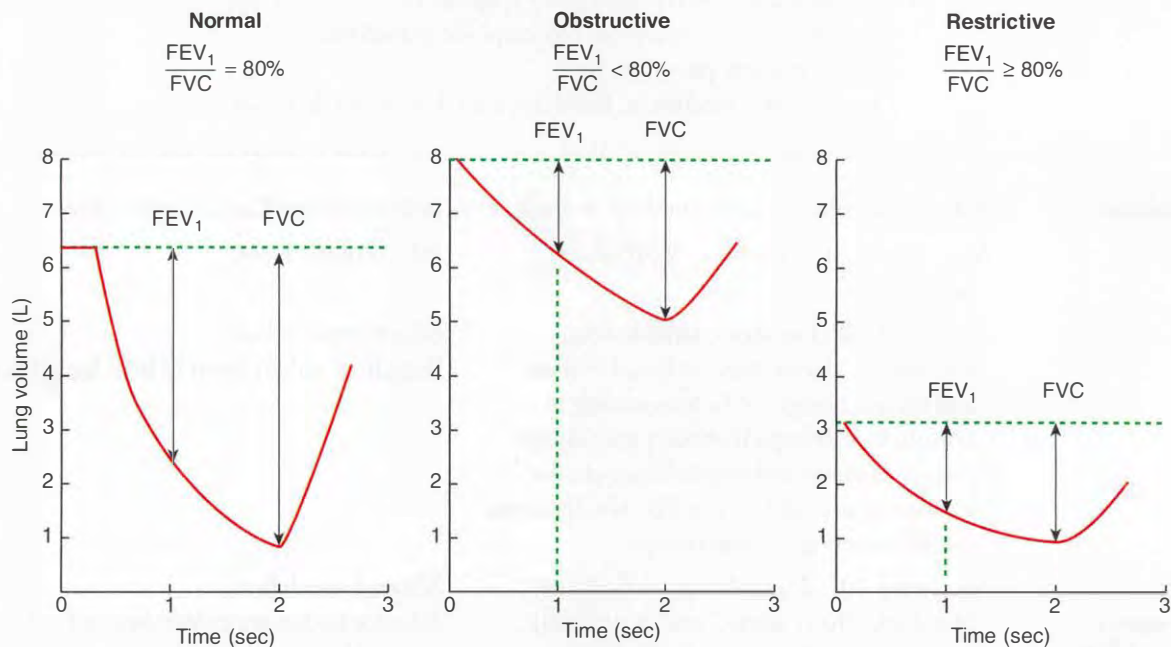 Normal
FEV1
FVC
= 80%
Obstructive
FEV1
FVC
< 80%
Restrictive
FEV1
FVC
≥ 80%
Lung volume (L)
8
7
6
5
4
3
2
1
FEV1
FVC
0
1
2
3
Time (sec)
8
7
6
5
4
3
2
1
FEV1
FVC
0
1
2
3
Time (sec)
8
7
6
5
4
3
2
1
FEV1
FVC
0
1
2
3
Time (sec)